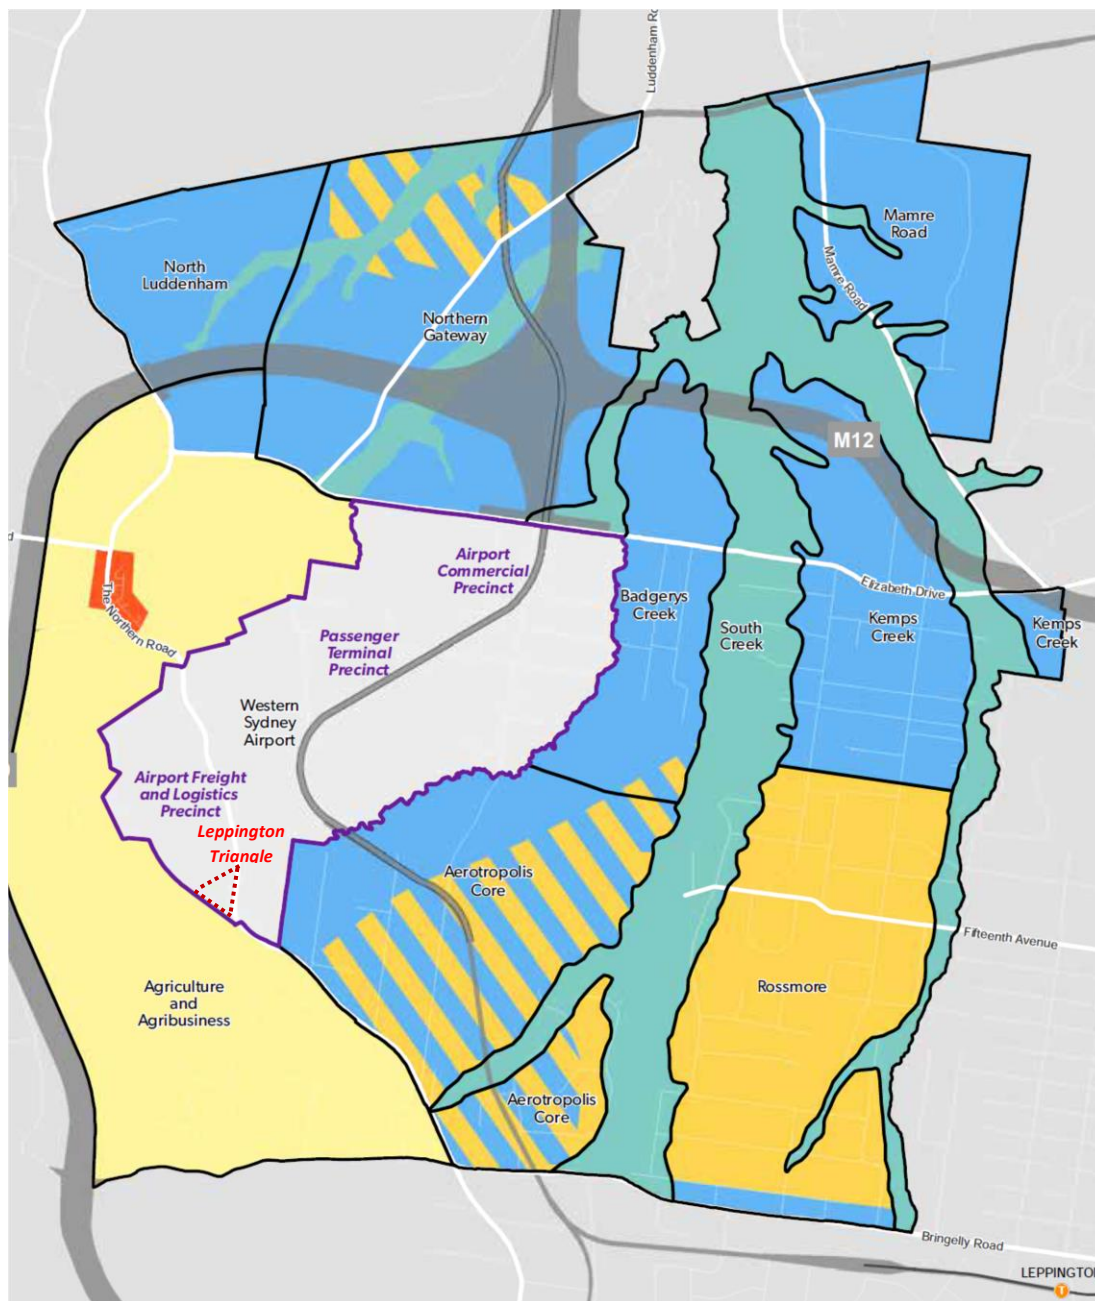 Luddenham Ro
Mamre
Road
North
Luddenham
Mamre Road
Northern
Gateway
M12
d
Airport
Commercial
Precinct
Elizabeth Drive
Badgerys
Creek
The Northern Road
Kemps
Creek
South
Creek
Kemps
Creek
Passenger
Terminal
Precinct
Western
Sydney
Airport
Airport Freight
and Logistics
Precinct
Leppington
Triangle
Aerotropolis
Core
Fifteenth Avenue
Agriculture
and
Agribusiness
Rossmore
Aerotropolis
Core
Bringelly Road
LEPPINGTON
T